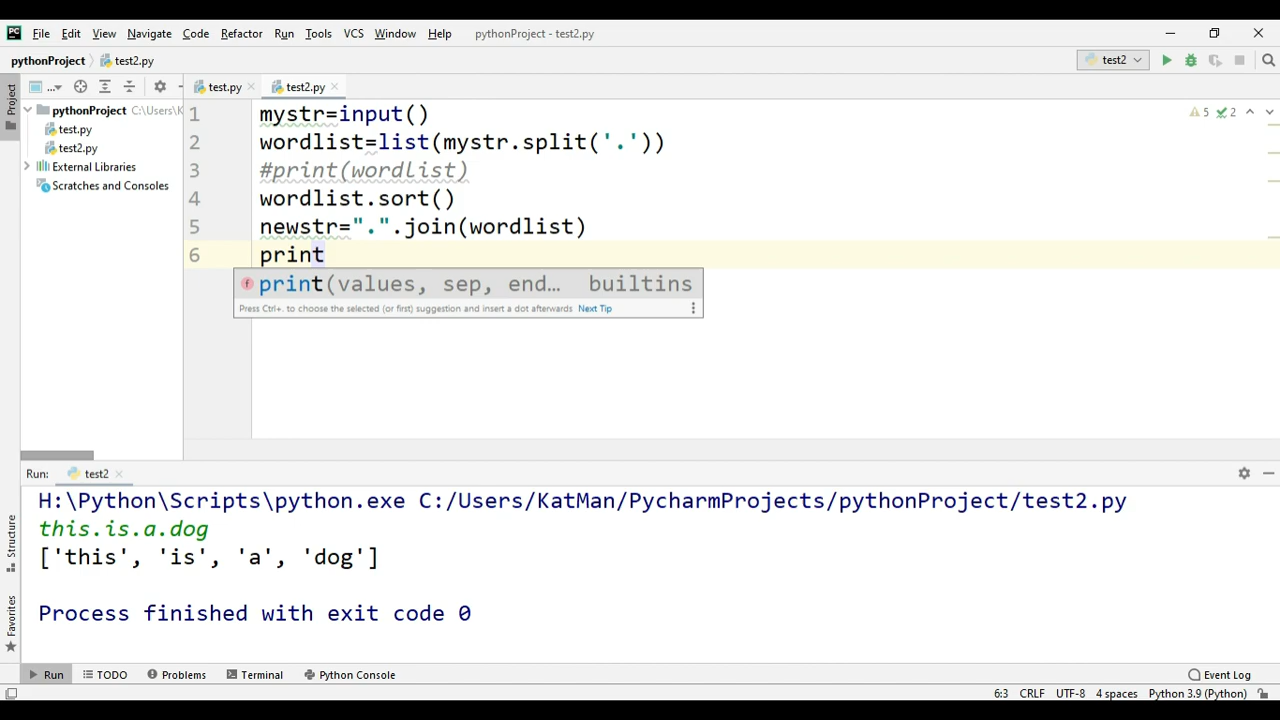 PC File Edit View Navigate Code Refactor Run Tools VCS Window Help pythonProject - test2.py
pythonProject test2.py test2
Project ... test.py test2.py
pythonProject C:\Users\K
test.py
test2.py
External Libraries
Scratches and Consoles
5 2
1 mystr=input()
2 wordlist=list(mystr.split('.'))
3 #print(wordlist)
4 wordlist.sort()
5 newstr=".".join(wordlist)
6 print
f print(values, sep, end… builtins
Press Ctrl+. to choose the selected (or first) suggestion and insert a dot afterwards Next Tip
Run: test2
H:\Python\Scripts\python.exe C:/Users/KatMan/PycharmProjects/pythonProject/test2.py
this.is.a.dog
['this', 'is', 'a', 'dog']
Process finished with exit code 0
Structure
Favorites
Run TODO Problems Terminal Python Console Event Log
6:3 CRLF UTF-8 4 spaces Python 3.9 (Python)